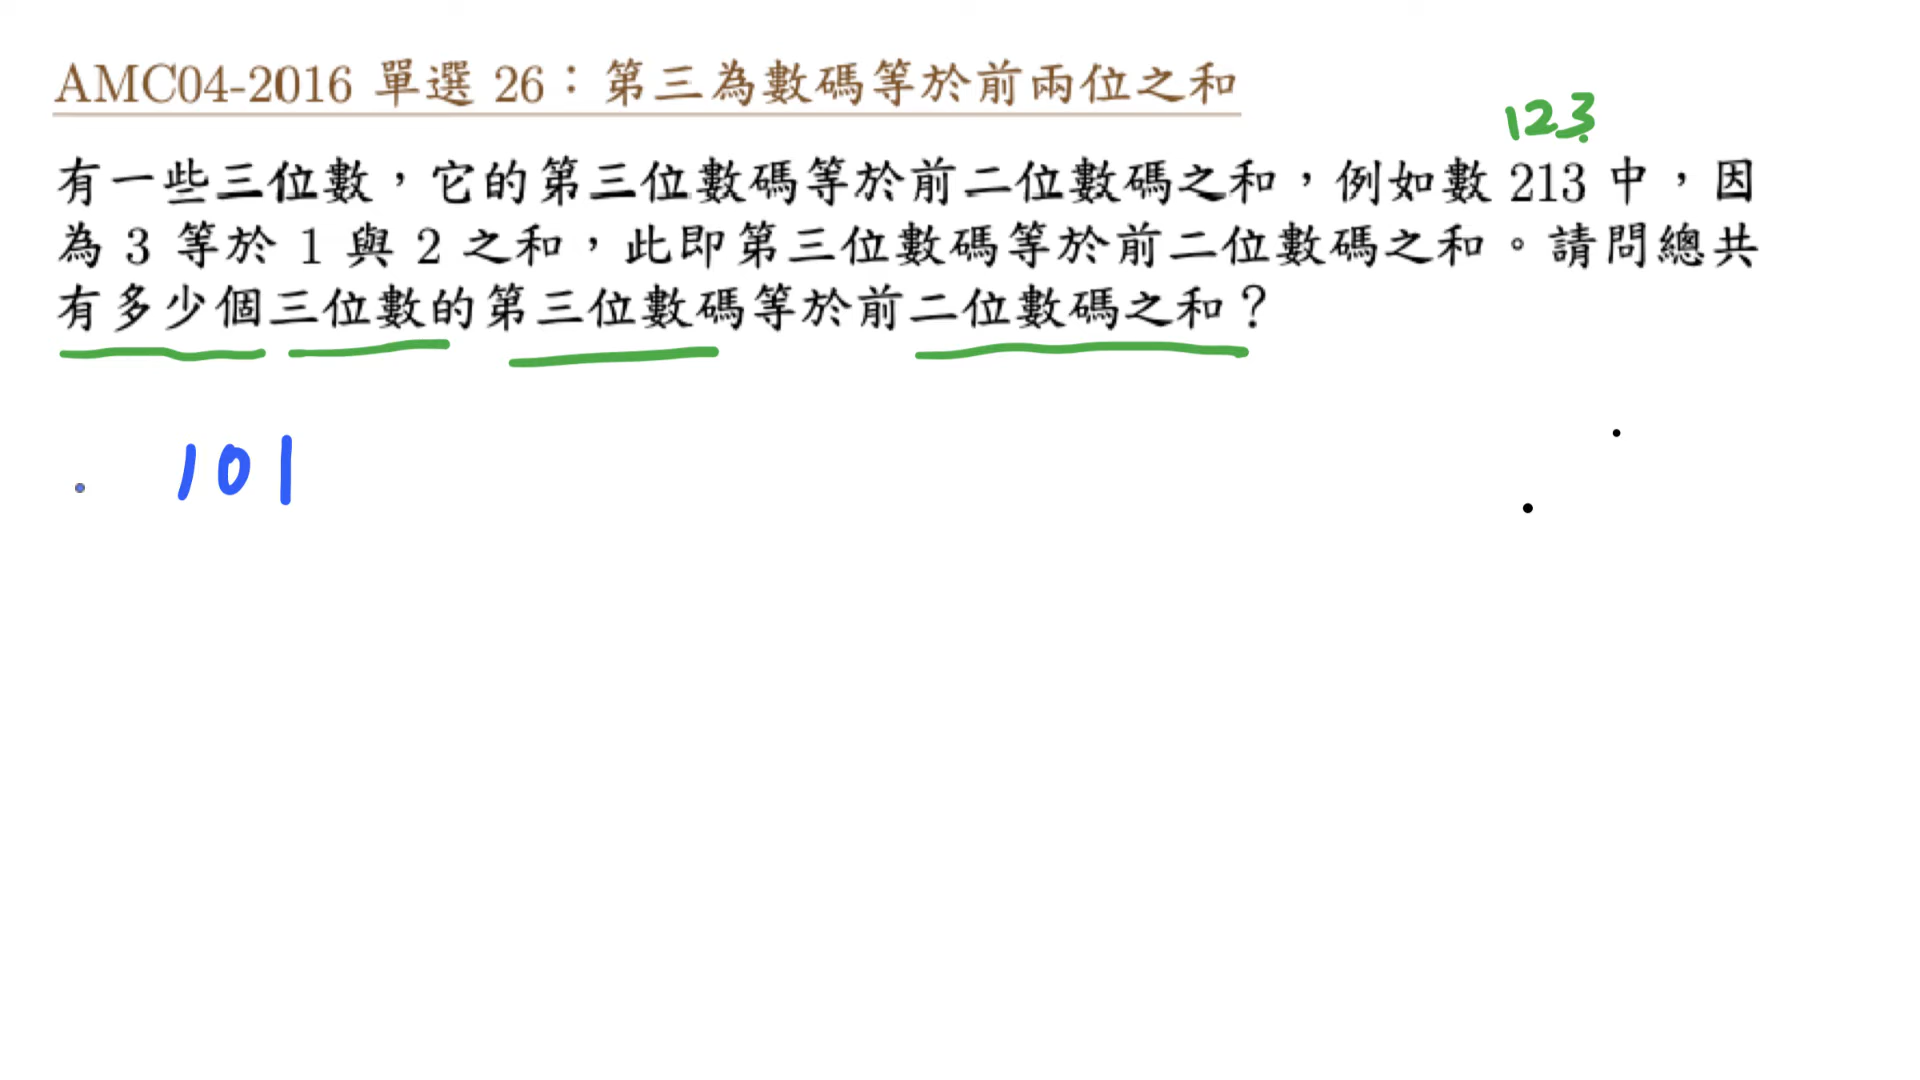 AMC04-2016 單選 26：第三為數碼等於前兩位之和
123
有一些三位數，它的第三位數碼等於前二位數碼之和，例如數 213 中，因
為 3 等於 1 與 2 之和，此即第三位數碼等於前二位數碼之和。請問總共
有多少個三位數的第三位數碼等於前二位數碼之和？
101